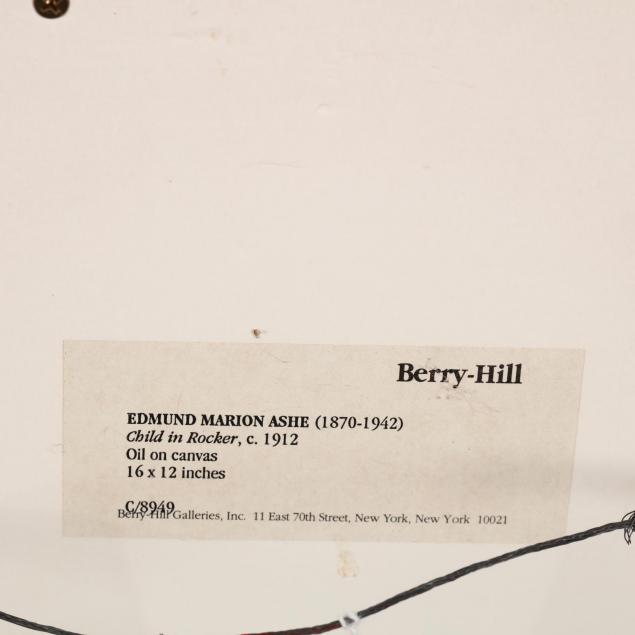 Berry-Hill
EDMUND MARION ASHE (1870-1942)
Child in Rocker, c. 1912
Oil on canvas
16 x 12 inches
C/8949
Berry-Hill Galleries, Inc. 11 East 70th Street, New York, New York 10021